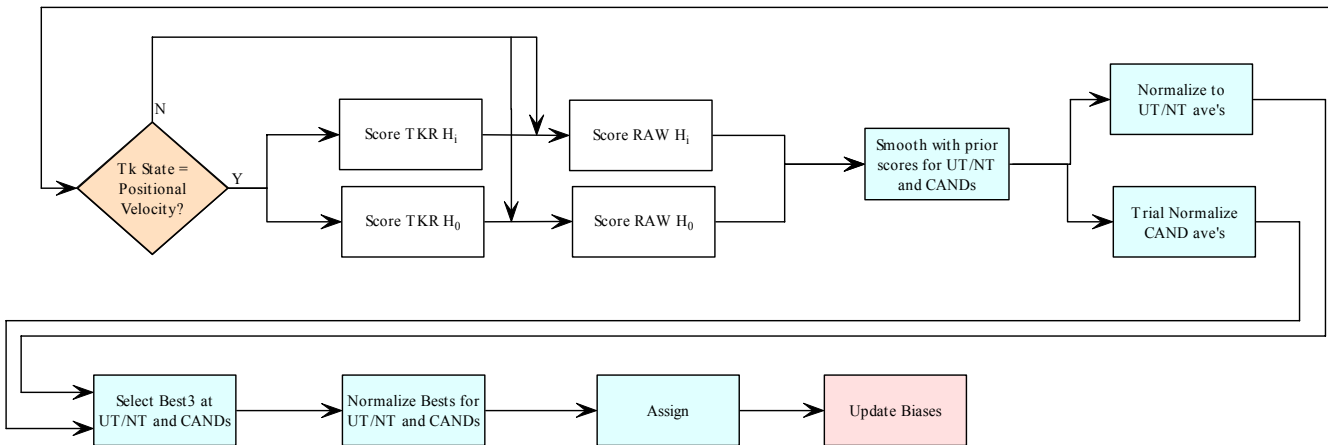 N
Tk State =
Positional
Velocity?
Y
Score TKR Hi
Score TKR H0
Score RAW Hi
Score RAW H0
Smooth with prior
scores for UT/NT
and CANDs
Normalize to
UT/NT ave's
Trial Normalize
CAND ave's
Select Best3 at
UT/NT and CANDs
Normalize Bests for
UT/NT and CANDs
Assign
Update Biases